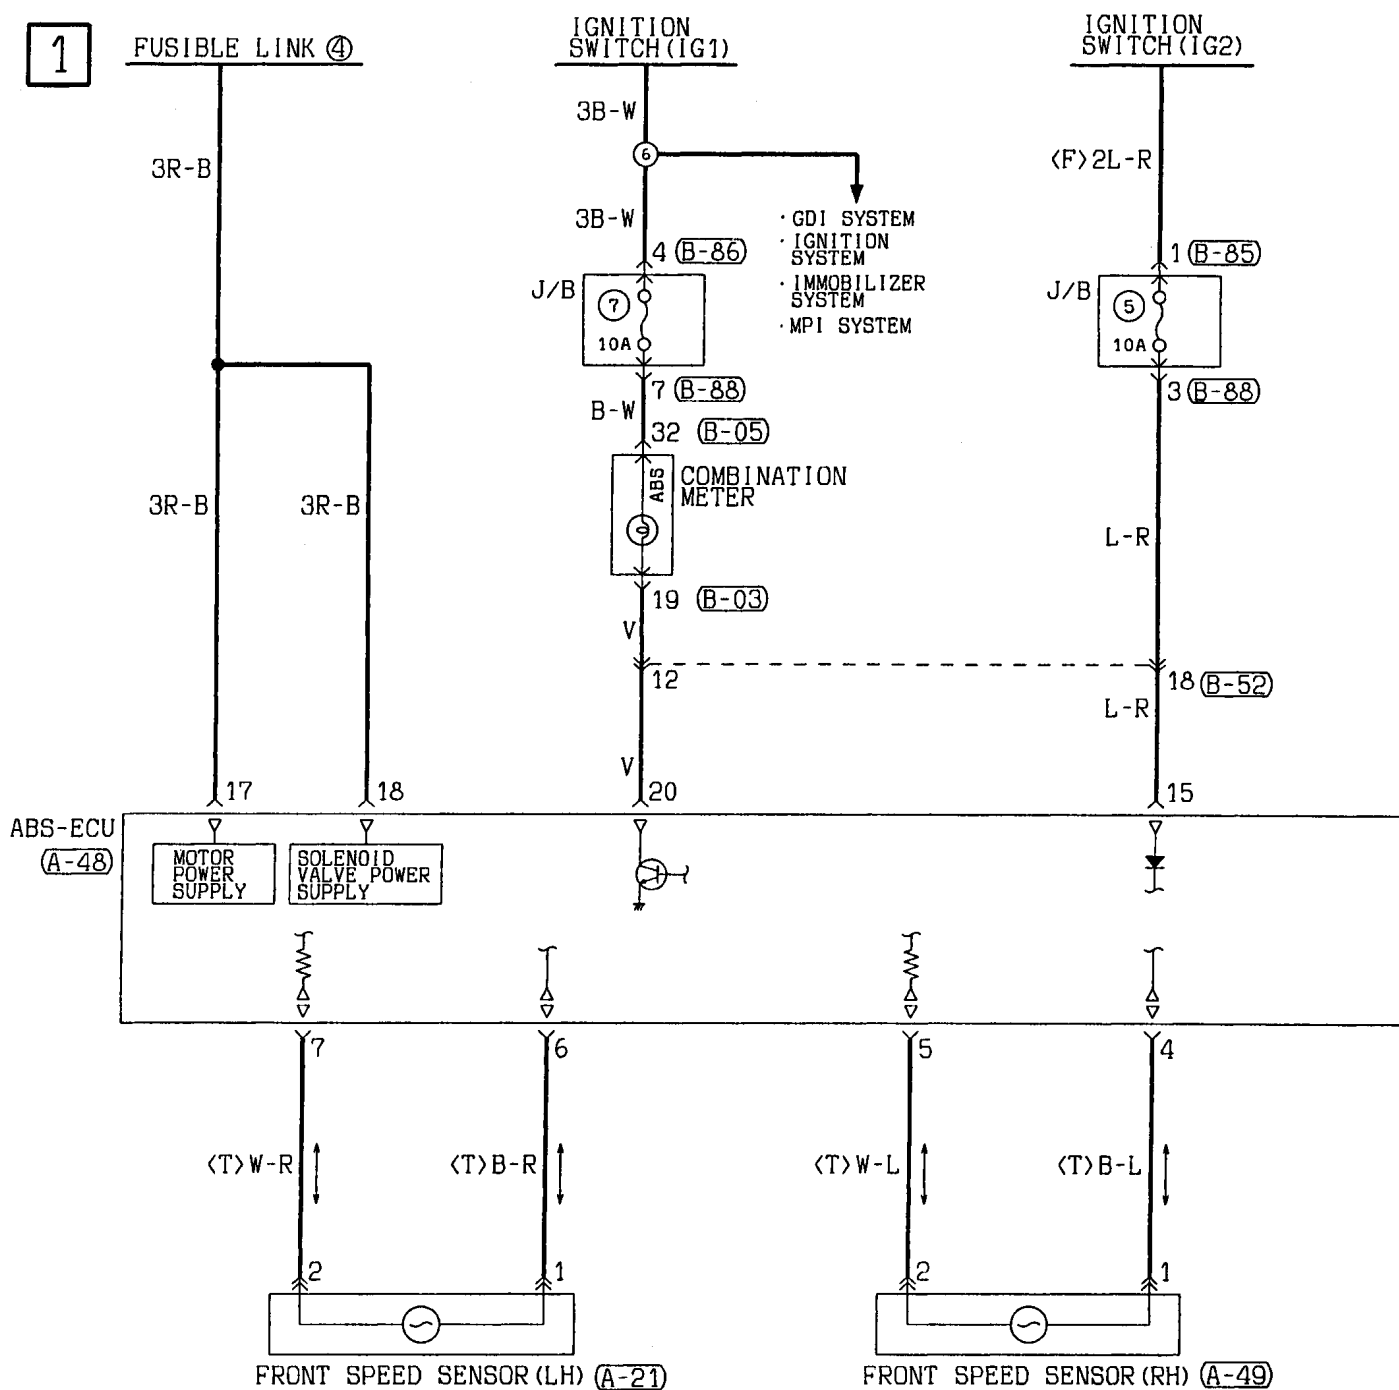 1
FUSIBLE LINK ④
IGNITION
SWITCH(IG1)
IGNITION
SWITCH(IG2)
3B-W
3R-B
6
<F>2L-R
3B-W
· GDI SYSTEM
· IGNITION
SYSTEM
· IMMOBILIZER
SYSTEM
· MPI SYSTEM
4 (B-86)
1 (B-85)
J/B
7
10A
J/B
5
10A
7 (B-88)
3 (B-88)
B-W
32 (B-05)
ABS
COMBINATION
METER
3R-B
3R-B
L-R
19 (B-03)
V
12
18 (B-52)
L-R
V
17
18
20
15
ABS-ECU
(A-48)
MOTOR
POWER
SUPPLY
SOLENOID
VALVE POWER
SUPPLY
7
6
5
4
<T>W-R
<T>B-R
<T>W-L
<T>B-L
2
1
2
1
FRONT SPEED SENSOR(LH) (A-21)
FRONT SPEED SENSOR(RH) (A-49)